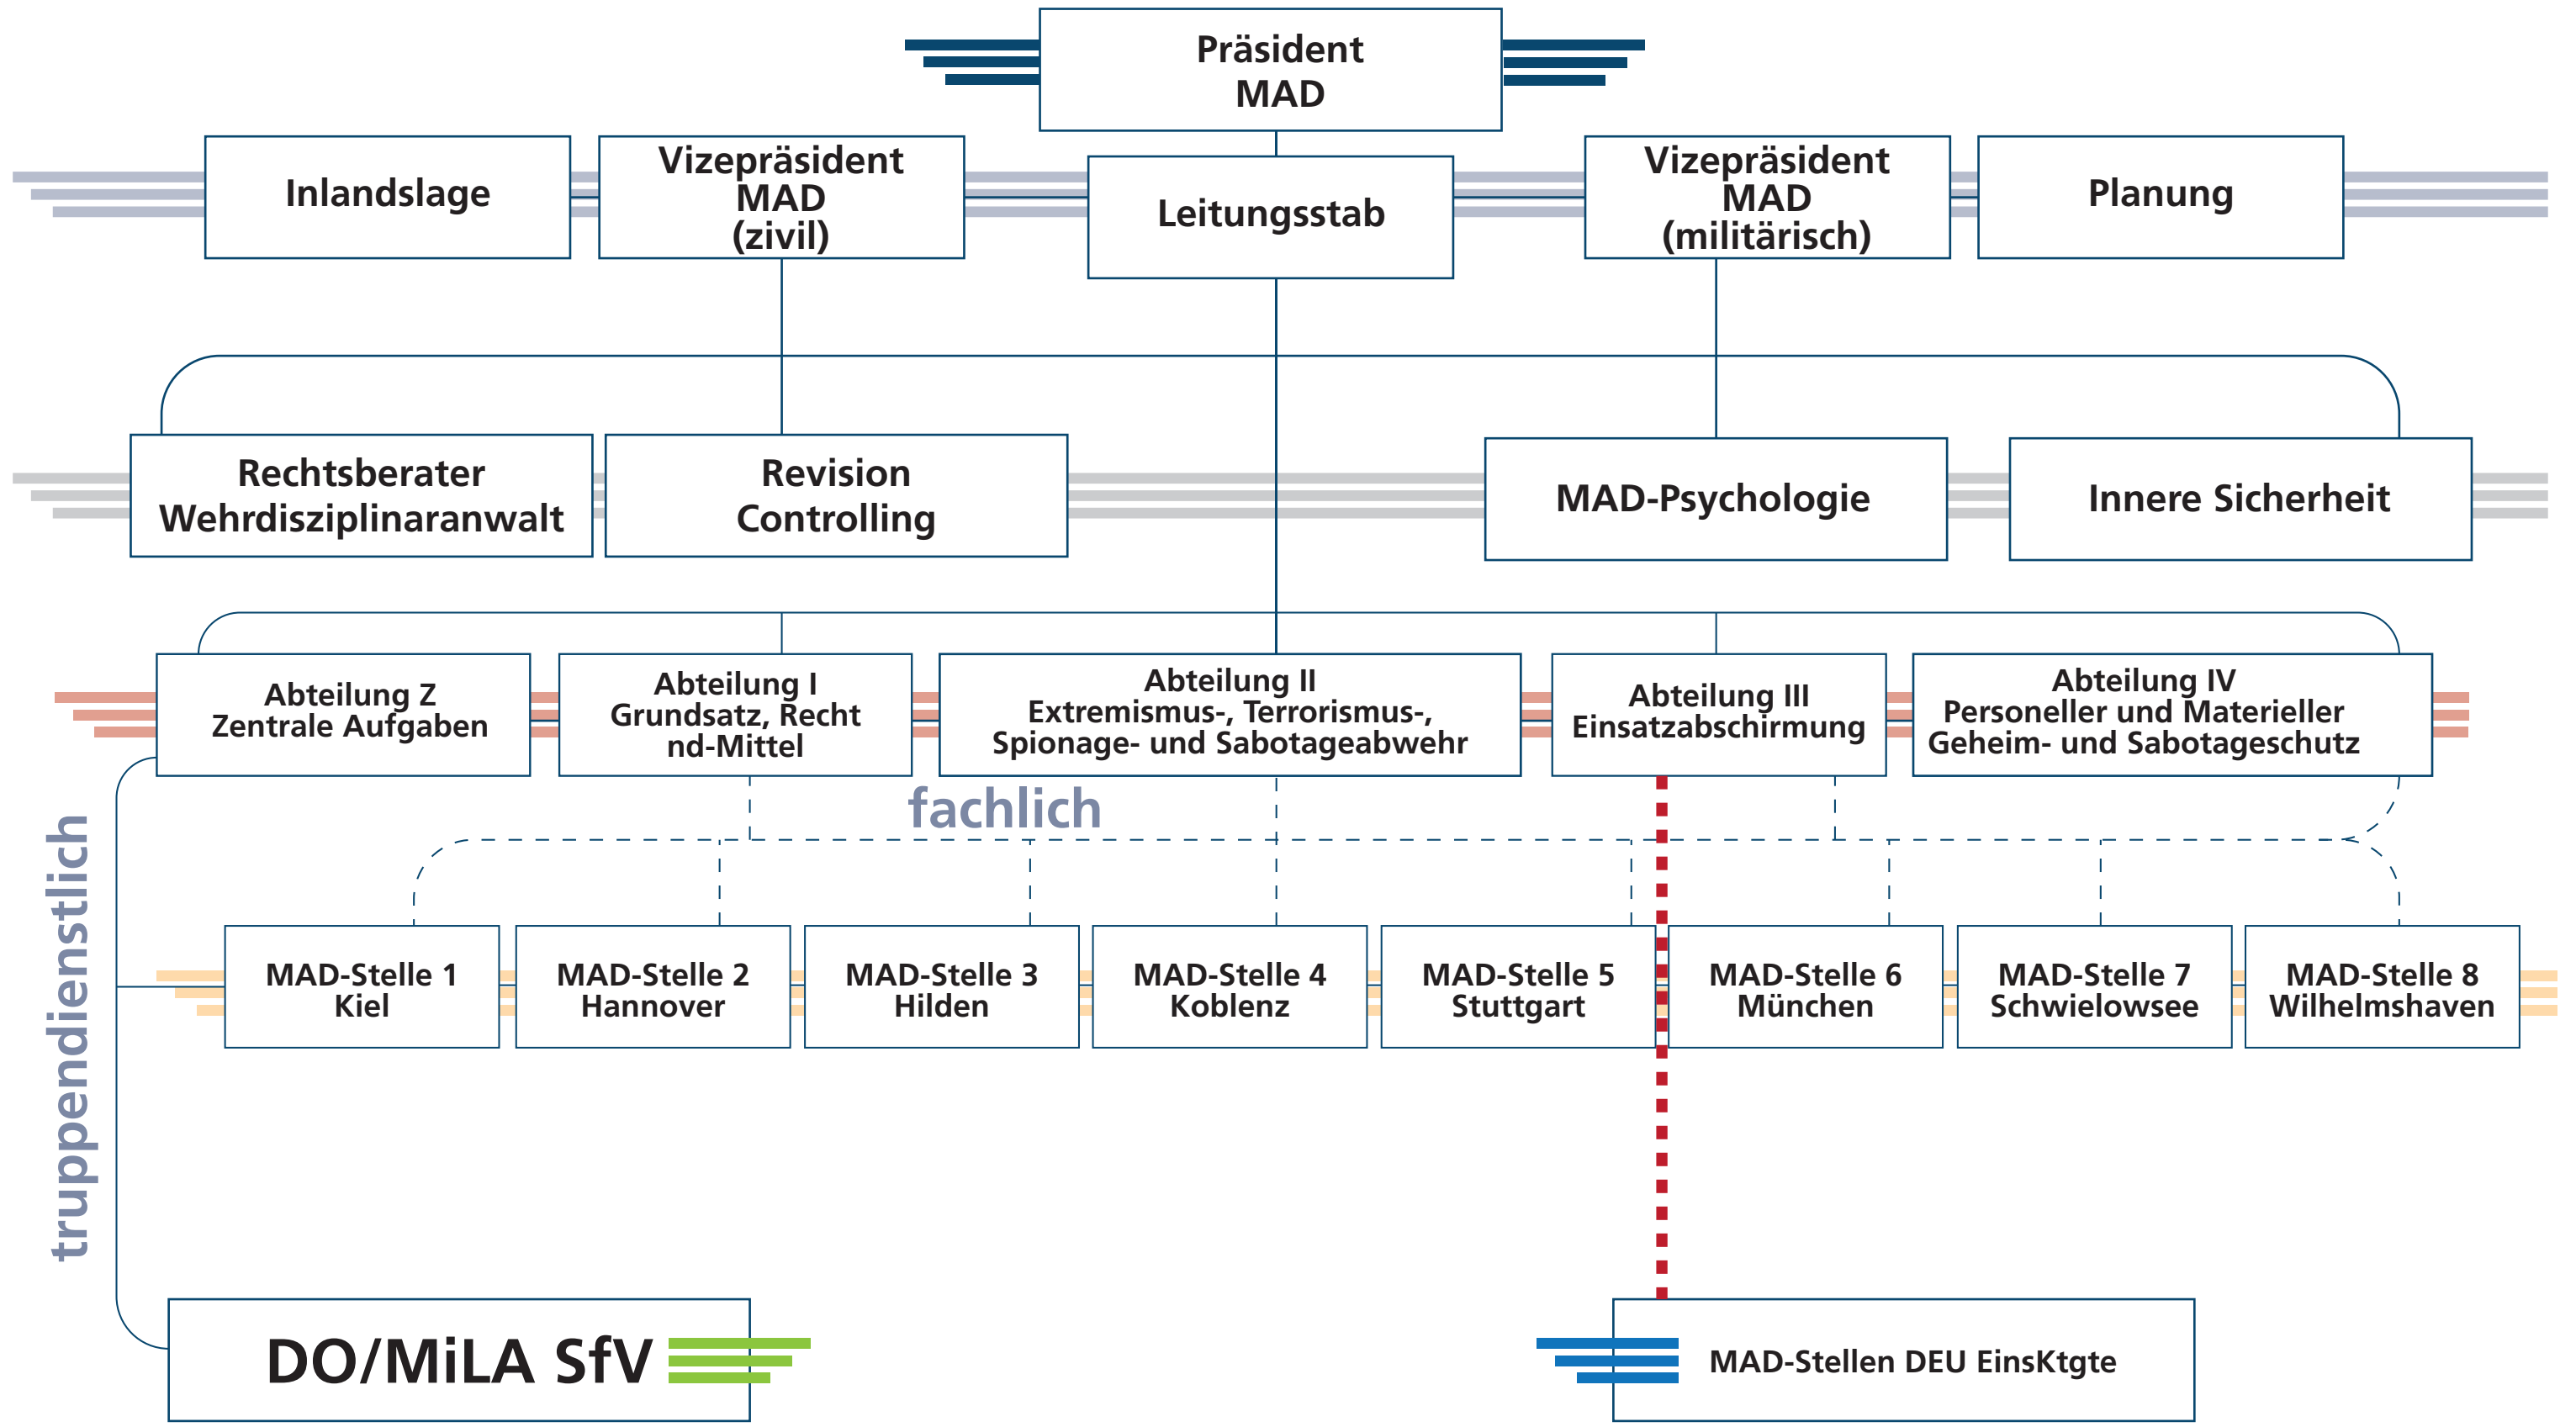 Präsident
MAD
Inlandslage
Vizepräsident
MAD
(zivil)
Leitungsstab
Vizepräsident
MAD
(militärisch)
Planung
Rechtsberater
Wehrdisziplinaranwalt
Revision
Controlling
MAD-Psychologie
Innere Sicherheit
Abteilung Z
Zentrale Aufgaben
Abteilung I
Grundsatz, Recht
nd-Mittel
Abteilung II
Extremismus-, Terrorismus-,
Spionage- und Sabotageabwehr
Abteilung III
Einsatzabschirmung
Abteilung IV
Personeller und Materieller
Geheim- und Sabotageschutz
fachlich
truppendienstlich
MAD-Stelle 1
Kiel
MAD-Stelle 2
Hannover
MAD-Stelle 3
Hilden
MAD-Stelle 4
Koblenz
MAD-Stelle 5
Stuttgart
MAD-Stelle 6
München
MAD-Stelle 7
Schwielowsee
MAD-Stelle 8
Wilhelmshaven
DO/MiLA SfV
MAD-Stellen DEU EinsKtgte